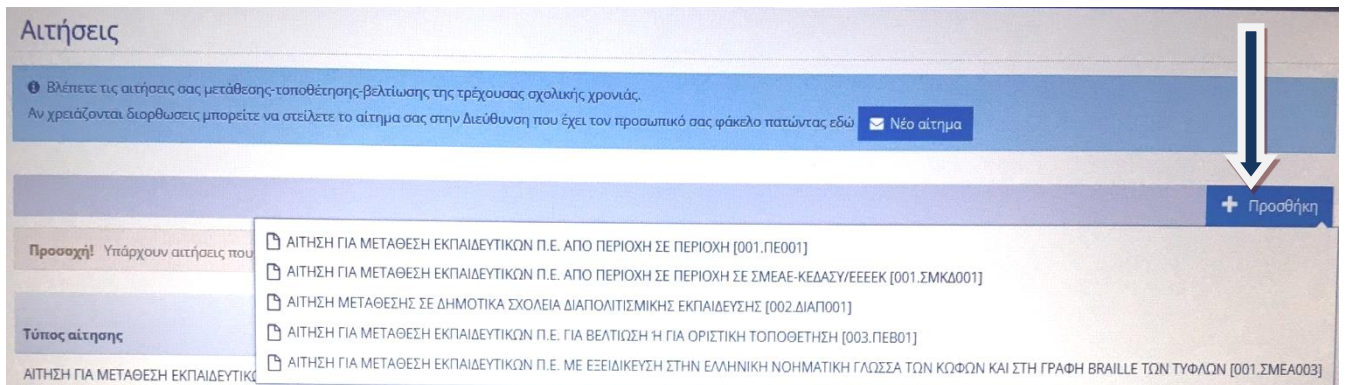 Αιτήσεις
Βλέπετε τις αιτήσεις σας μετάθεσης-τοποθέτησης-βελτίωσης της τρέχουσας σχολικής χρονιάς.
Αν χρειάζονται διορθωσεις μπορείτε να στείλετε το αίτημα σας στην Διεύθυνση που έχει τον προσωπικό σας φάκελο πατώντας εδώ Νέο αίτημα
Προσθήκη
Προσοχή! Υπάρχουν αιτήσεις που
ΑΙΤΗΣΗ ΓΙΑ ΜΕΤΑΘΕΣΗ ΕΚΠΑΙΔΕΥΤΙΚΩΝ Π.Ε. ΑΠΟ ΠΕΡΙΟΧΗ ΣΕ ΠΕΡΙΟΧΗ [001.ΠΕ001]
ΑΙΤΗΣΗ ΓΙΑ ΜΕΤΑΘΕΣΗ ΕΚΠΑΙΔΕΥΤΙΚΩΝ Π.Ε. ΑΠΟ ΠΕΡΙΟΧΗ ΣΕ ΠΕΡΙΟΧΗ ΣΕ ΣΜΕΑΕ-ΚΕΔΑΣΥ/ΕΕΕΕΚ [001.ΣΜΚΔ001]
ΑΙΤΗΣΗ ΜΕΤΑΘΕΣΗΣ ΣΕ ΔΗΜΟΤΙΚΑ ΣΧΟΛΕΙΑ ΔΙΑΠΟΛΙΤΙΣΜΙΚΗΣ ΕΚΠΑΙΔΕΥΣΗΣ [002.ΔΙΑΠ001]
ΑΙΤΗΣΗ ΓΙΑ ΜΕΤΑΘΕΣΗ ΕΚΠΑΙΔΕΥΤΙΚΩΝ Π.Ε. ΓΙΑ ΒΕΛΤΙΩΣΗ Ή ΓΙΑ ΟΡΙΣΤΙΚΗ ΤΟΠΟΘΕΤΗΣΗ [003.ΠΕΒ01]
ΑΙΤΗΣΗ ΓΙΑ ΜΕΤΑΘΕΣΗ ΕΚΠΑΙΔΕΥΤΙΚΩΝ Π.Ε. ΜΕ ΕΞΕΙΔΙΚΕΥΣΗ ΣΤΗΝ ΕΛΛΗΝΙΚΗ ΝΟΗΜΑΤΙΚΗ ΓΛΩΣΣΑ ΤΩΝ ΚΩΦΩΝ ΚΑΙ ΣΤΗ ΓΡΑΦΗ BRAILLE ΤΩΝ ΤΥΦΛΩΝ [001.ΣΜΕΑ003]
Τύπος αίτησης
ΑΙΤΗΣΗ ΓΙΑ ΜΕΤΑΘΕΣΗ ΕΚΠΑΙΔΕΥΤΙΚΩ